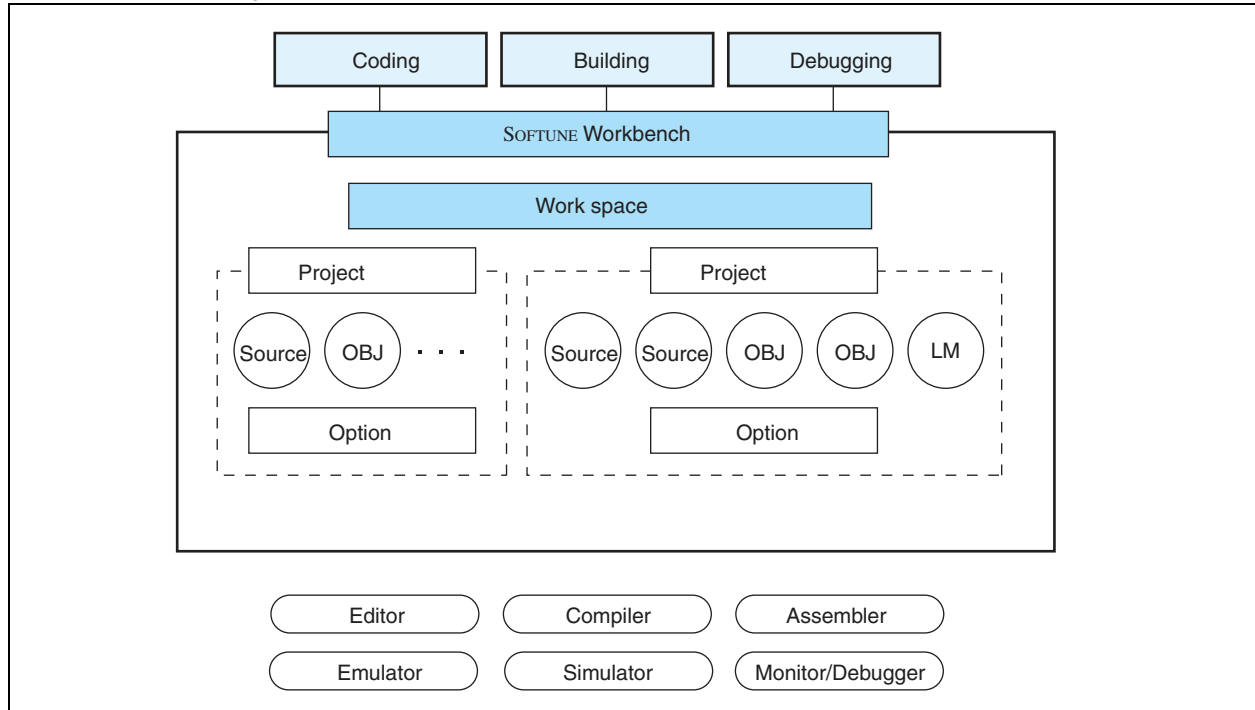 Coding Building Debugging
SOFTUNE Workbench
Work space
Project Project
Source OBJ . . . Source Source OBJ OBJ LM
Option Option
Editor Compiler Assembler
Emulator Simulator Monitor/Debugger